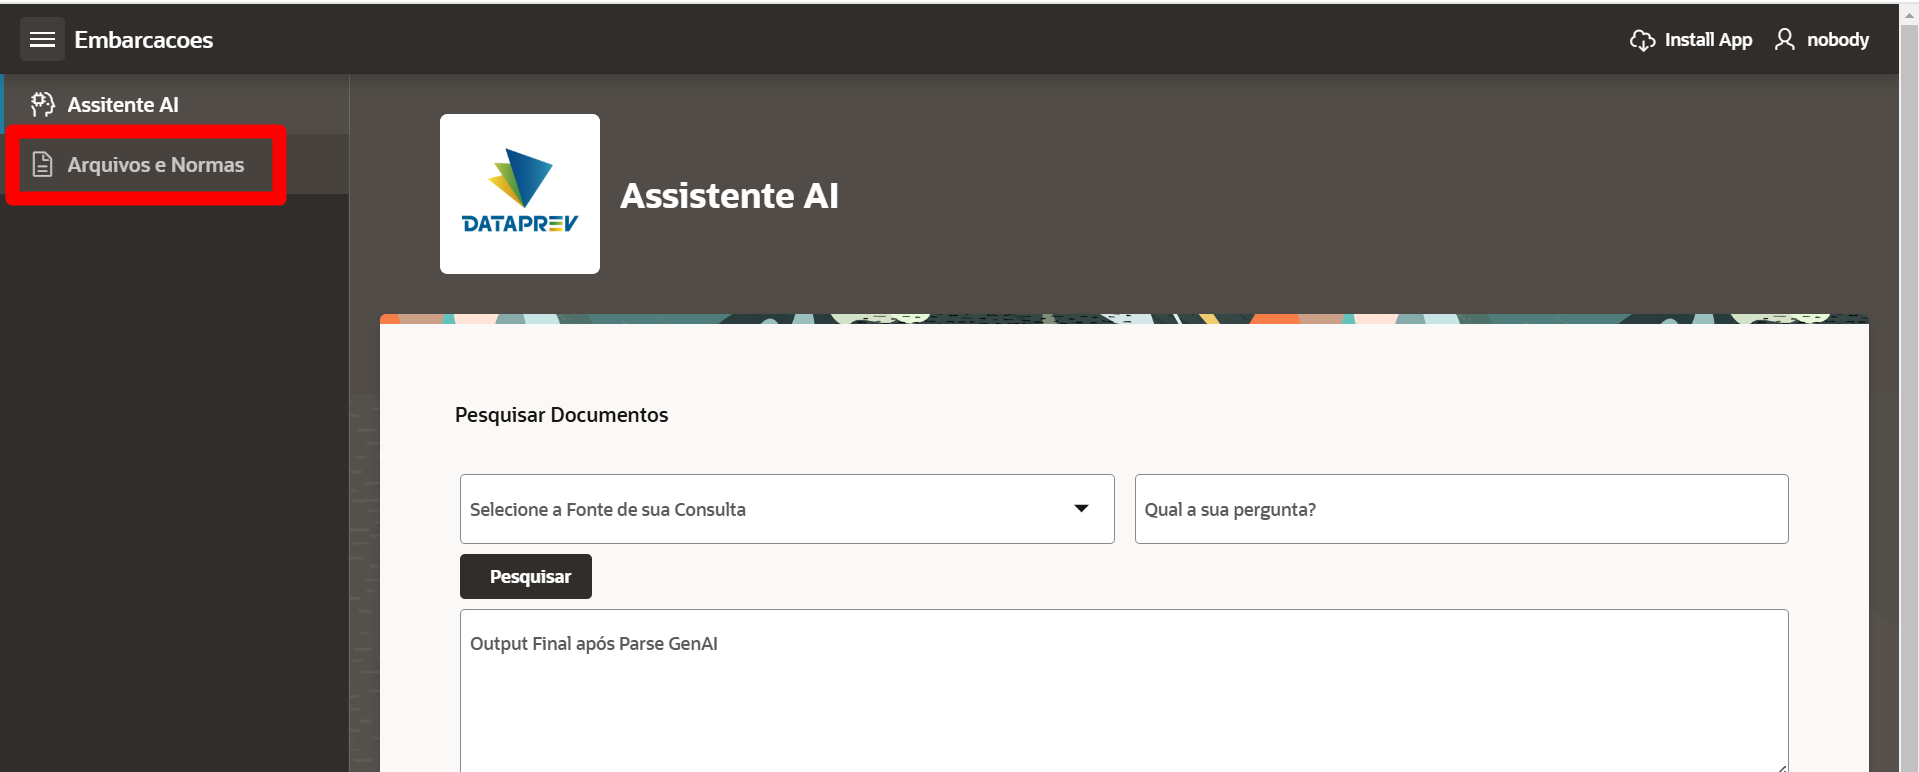 Embarcacoes
Install App
nobody
Assitente AI
Arquivos e Normas
DATAPREV
Assistente AI
Pesquisar Documentos
Selecione a Fonte de sua Consulta
Qual a sua pergunta?
Pesquisar
Output Final após Parse GenAI